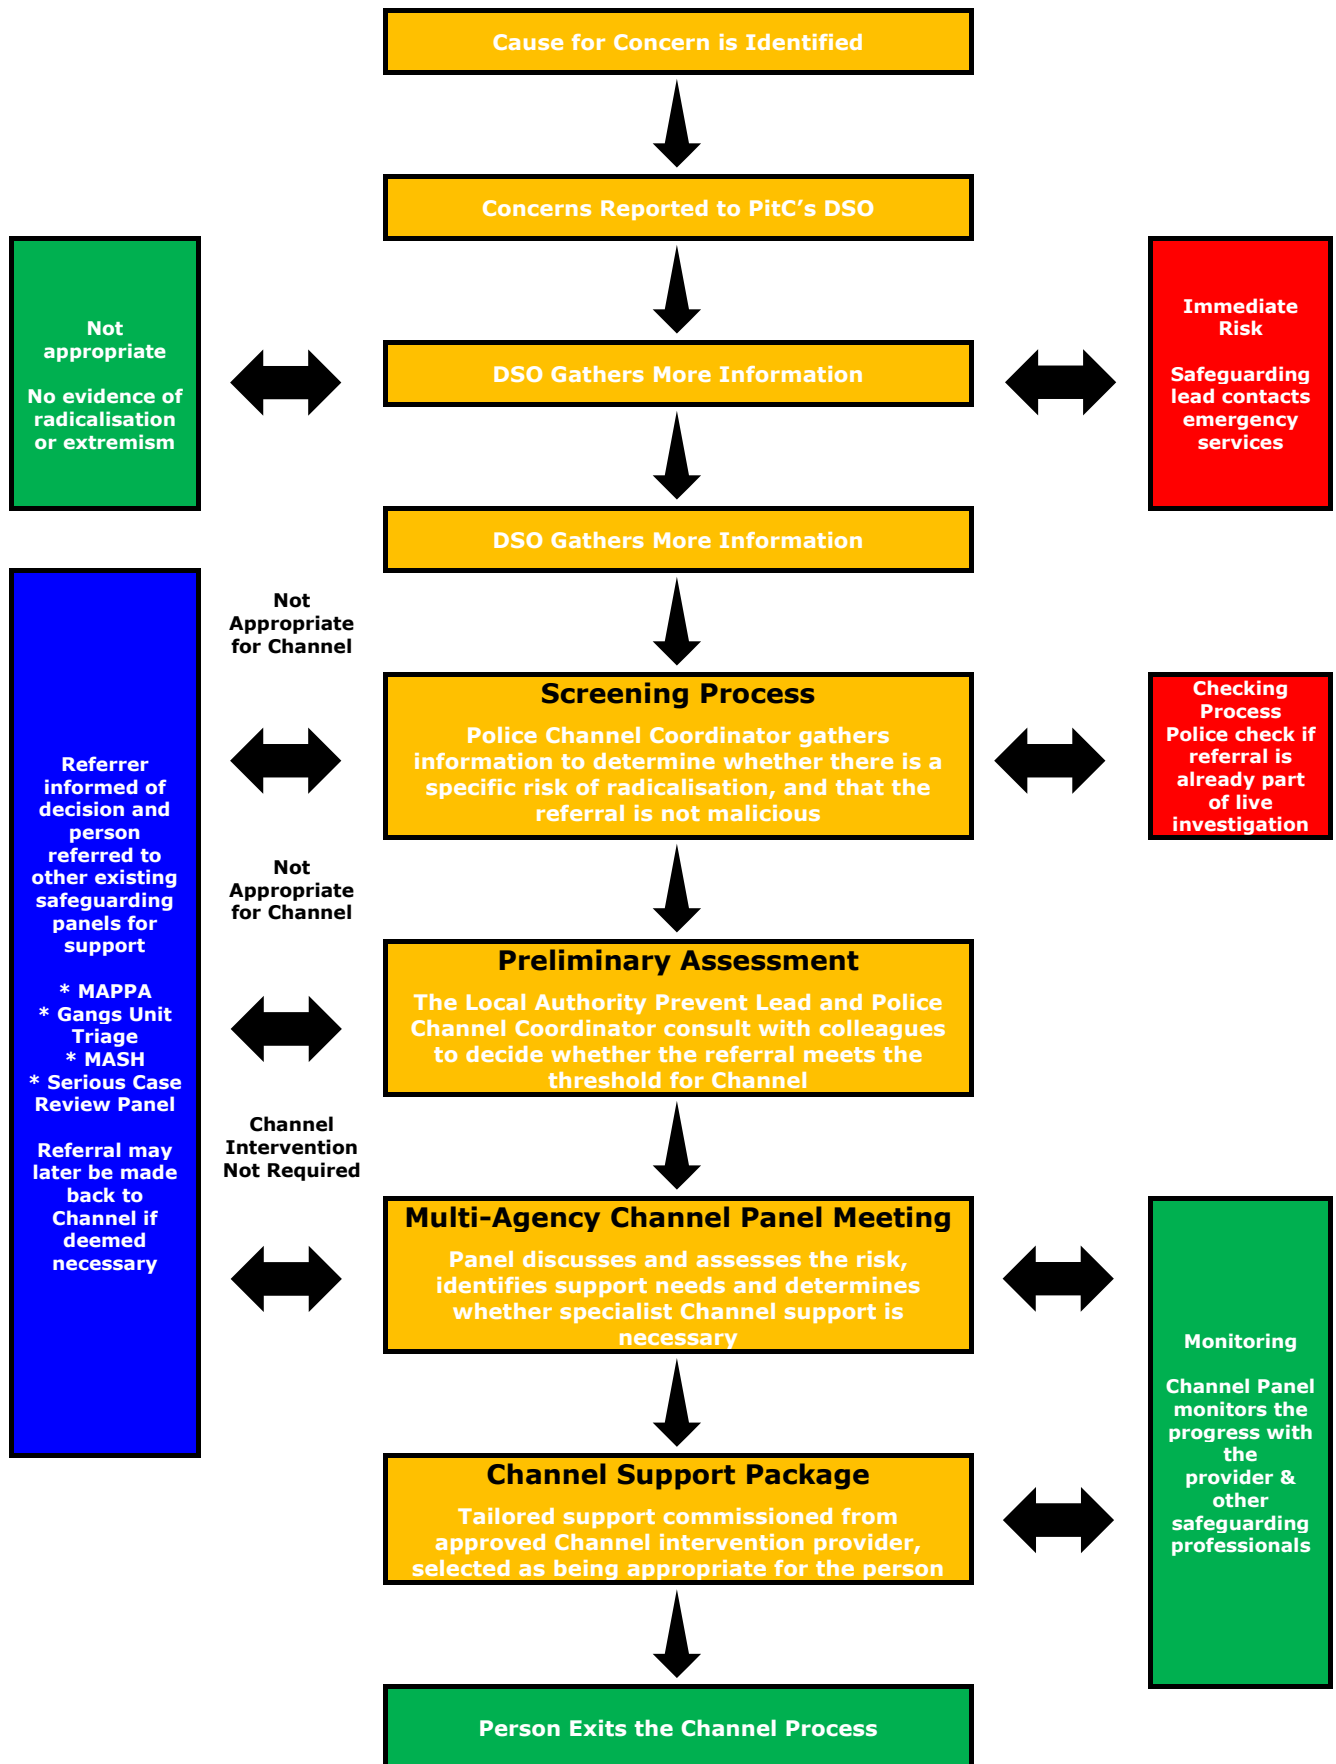 Cause for Concern is Identified
Concerns Reported to PitC’s DSO
Not
appropriate
No evidence of
radicalisation
or extremism
DSO Gathers More Information
Immediate
Risk
Safeguarding
lead contacts
emergency
services
DSO Gathers More Information
Not
Appropriate
for Channel
Screening Process
Police Channel Coordinator gathers
information to determine whether there is a
specific risk of radicalisation, and that the
referral is not malicious
Checking
Process
Police check if
referral is
already part
of live
investigation
Referrer
informed of
decision and
person
referred to
other existing
safeguarding
panels for
support
* MAPPA
* Gangs Unit
Triage
* MASH
* Serious Case
Review Panel
Referral may
later be made
back to
Channel if
deemed
necessary
Not
Appropriate
for Channel
Preliminary Assessment
The Local Authority Prevent Lead and Police
Channel Coordinator consult with colleagues
to decide whether the referral meets the
threshold for Channel
Channel
Intervention
Not Required
Multi-Agency Channel Panel Meeting
Panel discusses and assesses the risk,
identifies support needs and determines
whether specialist Channel support is
necessary
Monitoring
Channel Panel
monitors the
progress with
the
provider &
other
safeguarding
professionals
Channel Support Package
Tailored support commissioned from
approved Channel intervention provider,
selected as being appropriate for the person
Person Exits the Channel Process